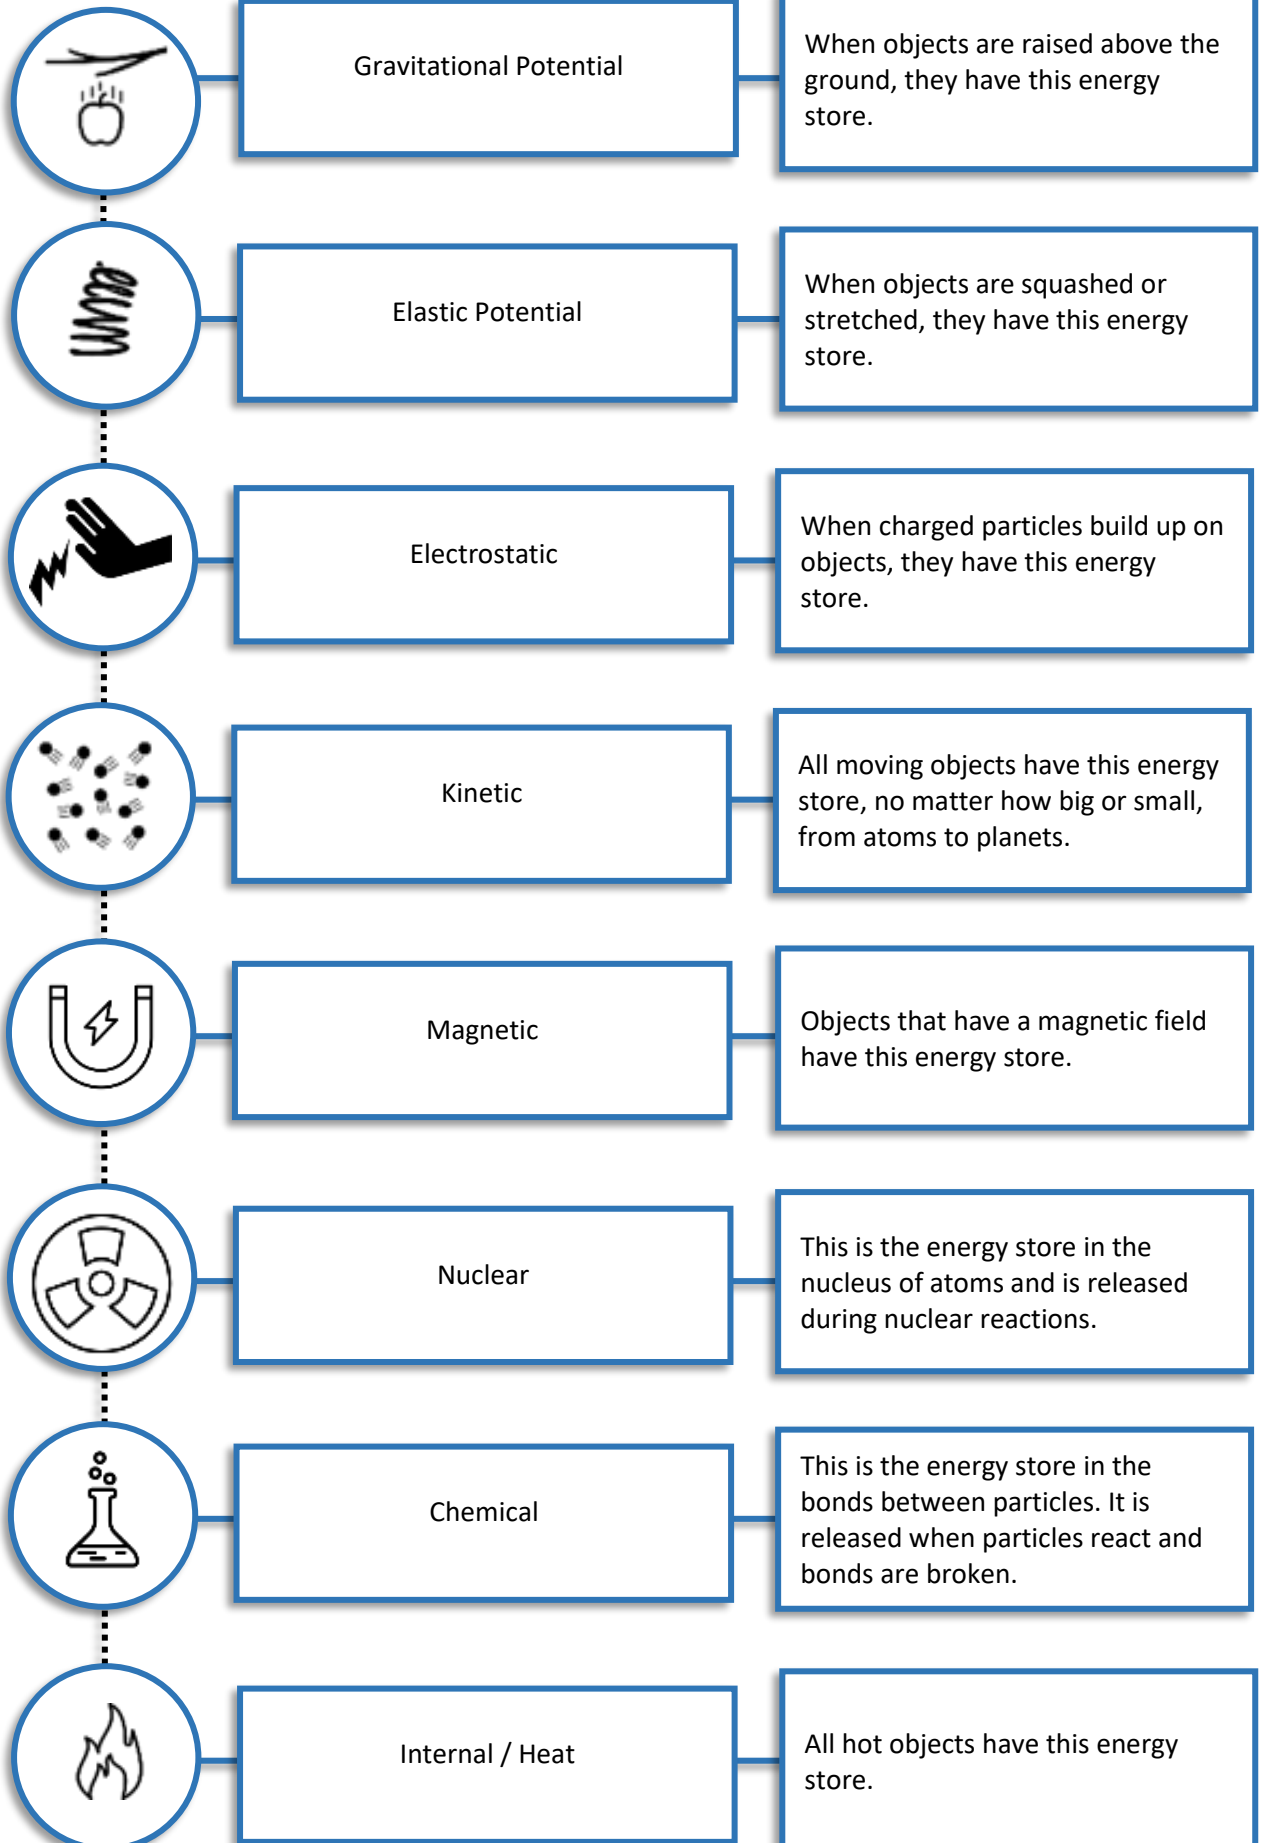 Gravitational Potential
When objects are raised above the
ground, they have this energy
store.
Elastic Potential
When objects are squashed or
stretched, they have this energy
store.
Electrostatic
When charged particles build up on
objects, they have this energy
store.
Kinetic
All moving objects have this energy
store, no matter how big or small,
from atoms to planets.
Magnetic
Objects that have a magnetic field
have this energy store.
Nuclear
This is the energy store in the
nucleus of atoms and is released
during nuclear reactions.
Chemical
This is the energy store in the
bonds between particles. It is
released when particles react and
bonds are broken.
Internal / Heat
All hot objects have this energy
store.